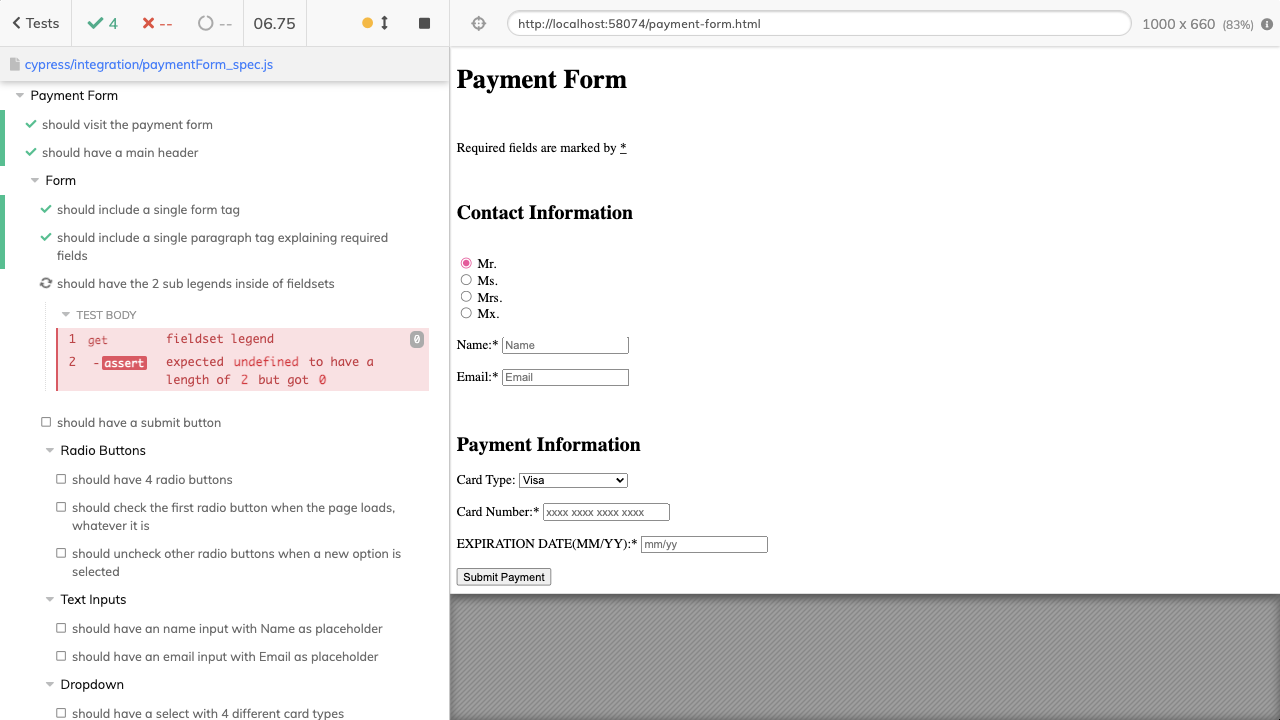 Tests
4
--
--
06.75
http://localhost:58074/payment-form.html
1000 x 660 (83%)
cypress/integration/paymentForm_spec.js
Payment Form
should visit the payment form
should have a main header
Form
should include a single form tag
should include a single paragraph tag explaining required
fields
should have the 2 sub legends inside of fieldsets
TEST BODY
1 get fieldset legend 0
2 -assert expected undefined to have a
length of 2 but got 0
should have a submit button
Radio Buttons
should have 4 radio buttons
should check the first radio button when the page loads,
whatever it is
should uncheck other radio buttons when a new option is
selected
Text Inputs
should have an name input with Name as placeholder
should have an email input with Email as placeholder
Dropdown
should have a select with 4 different card types
Payment Form
Required fields are marked by *
Contact Information
Mr.
Ms.
Mrs.
Mx.
Name:* Name
Email:* Email
Payment Information
Card Type: Visa
Card Number:* xxxx xxxx xxxx xxxx
EXPIRATION DATE(MM/YY):* mm/yy
Submit Payment